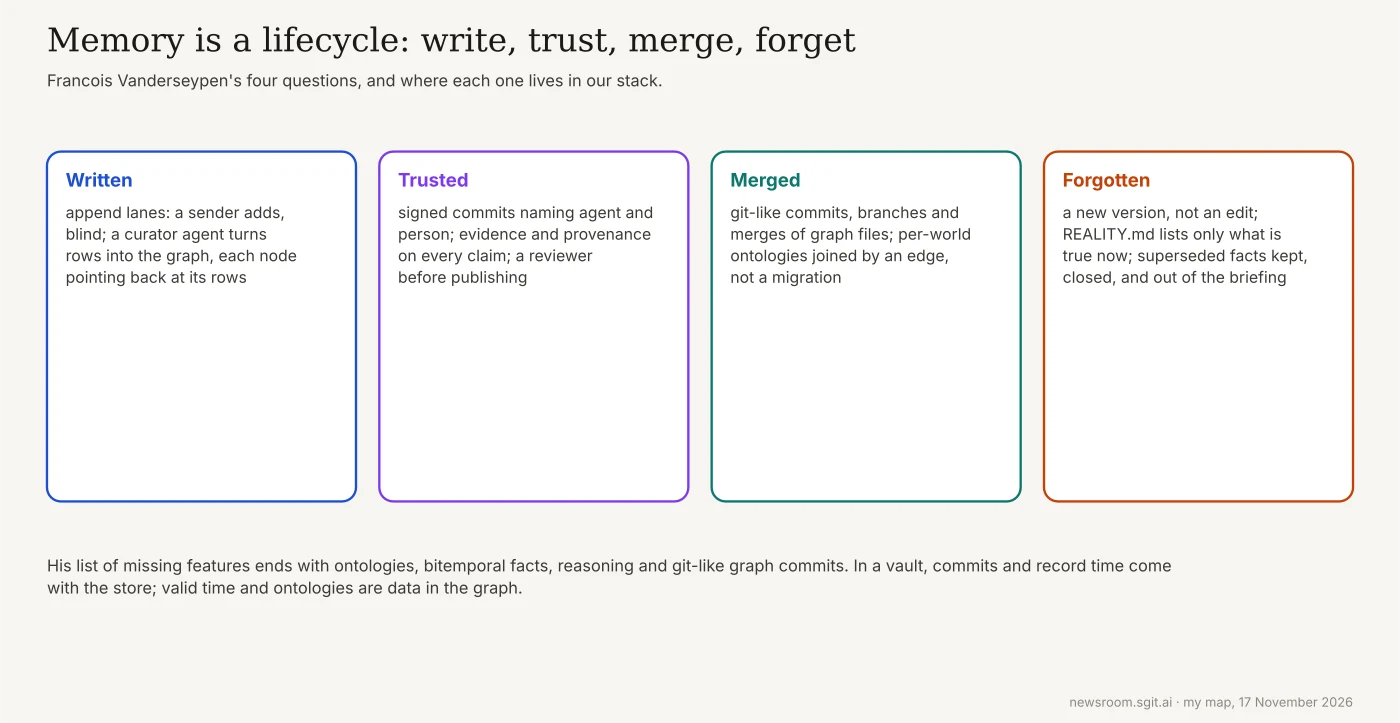 Memory is a lifecycle: write, trust, merge, forget
Francois Vanderseypen's four questions, and where each one lives in our stack.
Written
append lanes: a sender adds,
blind; a curator agent turns
rows into the graph, each node
pointing back at its rows
Trusted
signed commits naming agent and
person; evidence and provenance
on every claim; a reviewer
before publishing
Merged
git-like commits, branches and
merges of graph files; per-world
ontologies joined by an edge,
not a migration
Forgotten
a new version, not an edit;
REALITY.md lists only what is
true now; superseded facts kept,
closed, and out of the briefing
His list of missing features ends with ontologies, bitemporal facts, reasoning and git-like graph commits. In a vault, commits and record time come
with the store; valid time and ontologies are data in the graph.
newsroom.sgit.ai · my map, 17 November 2026